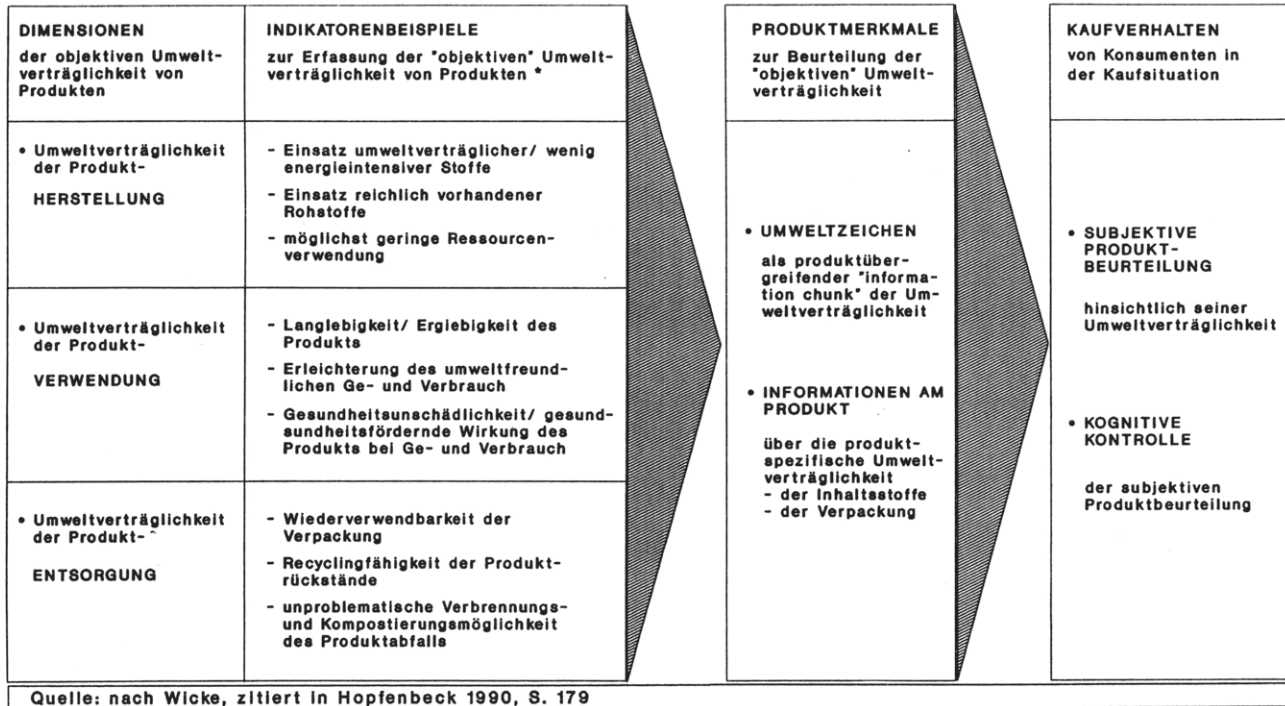 DIMENSIONEN
der objektiven Umwelt-
verträglichkeit von
Produkten
INDIKATORENBEISPIELE
zur Erfassung der "objektiven" Umwelt-
verträglichkeit von Produkten *
PRODUKTMERKMALE
zur Beurteilung der
"objektiven" Umwelt-
verträglichkeit
KAUFVERHALTEN
von Konsumenten in
der Kaufsituation
• Umweltverträglichkeit
der Produkt-
HERSTELLUNG
- Einsatz umweltverträglicher/ wenig
energieintensiver Stoffe
- Einsatz reichlich vorhandener
Rohstoffe
- möglichst geringe Ressourcen-
verwendung
• Umweltverträglichkeit
der Produkt-
VERWENDUNG
- Langlebigkeit/ Ergiebigkeit des
Produkts
- Erleichterung des umweltfreund-
lichen Ge- und Verbrauch
- Gesundheitsunschädlichkeit/ gesund-
sundheitsfördernde Wirkung des
Produkts bei Ge- und Verbrauch
• Umweltverträglichkeit
der Produkt-
ENTSORGUNG
- Wiederverwendbarkeit der
Verpackung
- Recyclingfähigkeit der Produkt-
rückstände
- unproblematische Verbrennungs-
und Kompostierungsmöglichkeit
des Produktabfalls
• UMWELTZEICHEN
als produktüber-
greifender "informa-
tion chunk" der Um-
weltverträglichkeit
• INFORMATIONEN AM
PRODUKT
über die produkt-
spezifische Umwelt-
verträglichkeit
- der Inhaltsstoffe
- der Verpackung
• SUBJEKTIVE
PRODUKT-
BEURTEILUNG
hinsichtlich seiner
Umweltverträglichkeit
• KOGNITIVE
KONTROLLE
der subjektiven
Produktbeurteilung
Quelle: nach Wicke, zitiert in Hopfenbeck 1990, S. 179